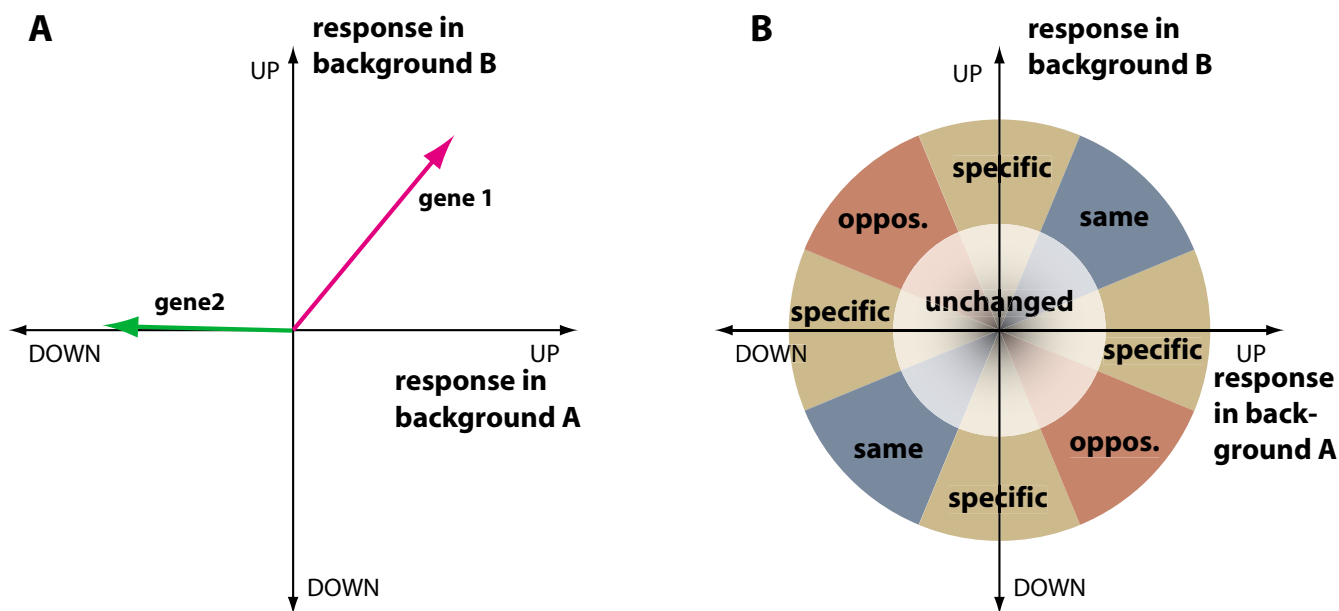 A
response in
background B
UP
gene 1
gene2
DOWN
UP
response in
background A
DOWN
B
response in
background B
UP
specific
oppos.
same
unchanged
specific
specific
DOWN
UP
response
in back-
ground A
same
oppos.
specific
DOWN